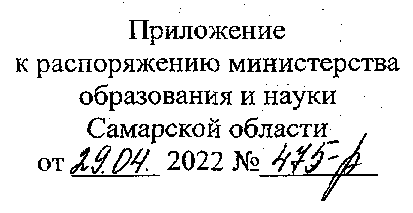 Приложение
к распоряжению министерства
образования и науки
Самарской области
от 29.04. 2022 № 475-р